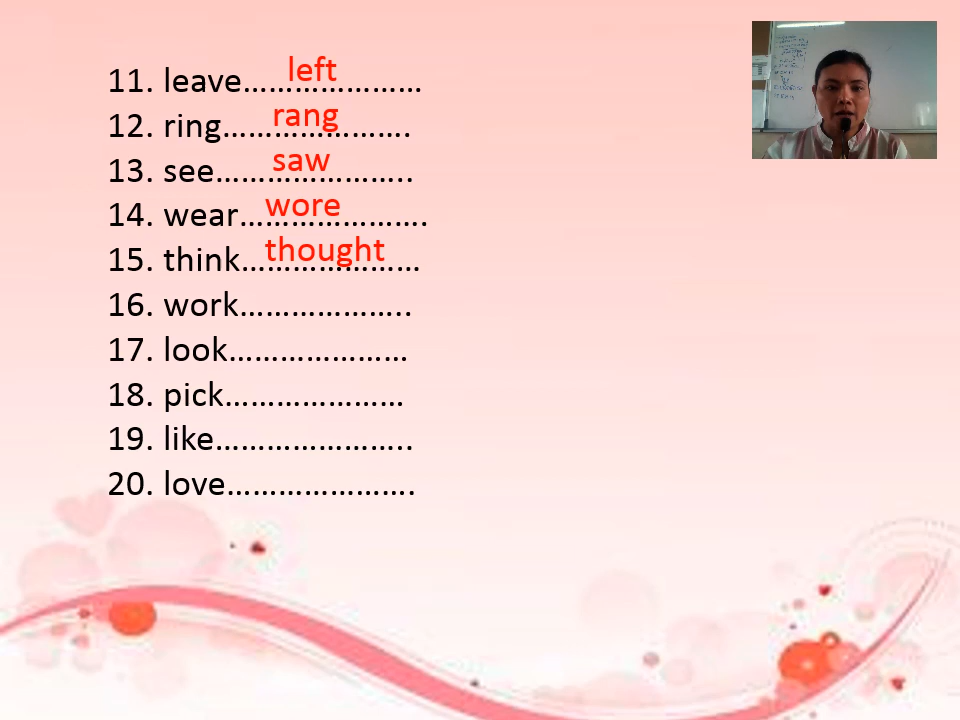 11. leave…………………
left
12. ring………………….
rang
13. see…………………..
saw
14. wear………………….
wore
15. think…………………
thought
16. work………………..
17. look…………………
18. pick…………………
19. like…………………..
20. love………………….